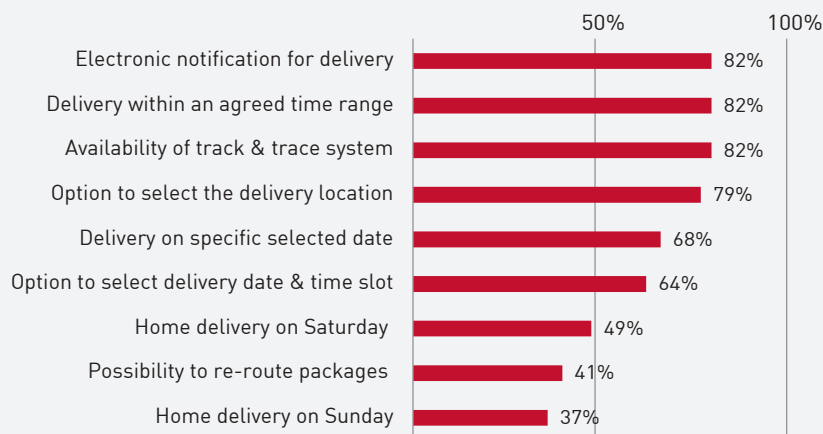 50% 100%
Electronic notification for delivery 82%
Delivery within an agreed time range 82%
Availability of track & trace system 82%
Option to select the delivery location 79%
Delivery on specific selected date 68%
Option to select delivery date & time slot 64%
Home delivery on Saturday 49%
Possibility to re-route packages 41%
Home delivery on Sunday 37%